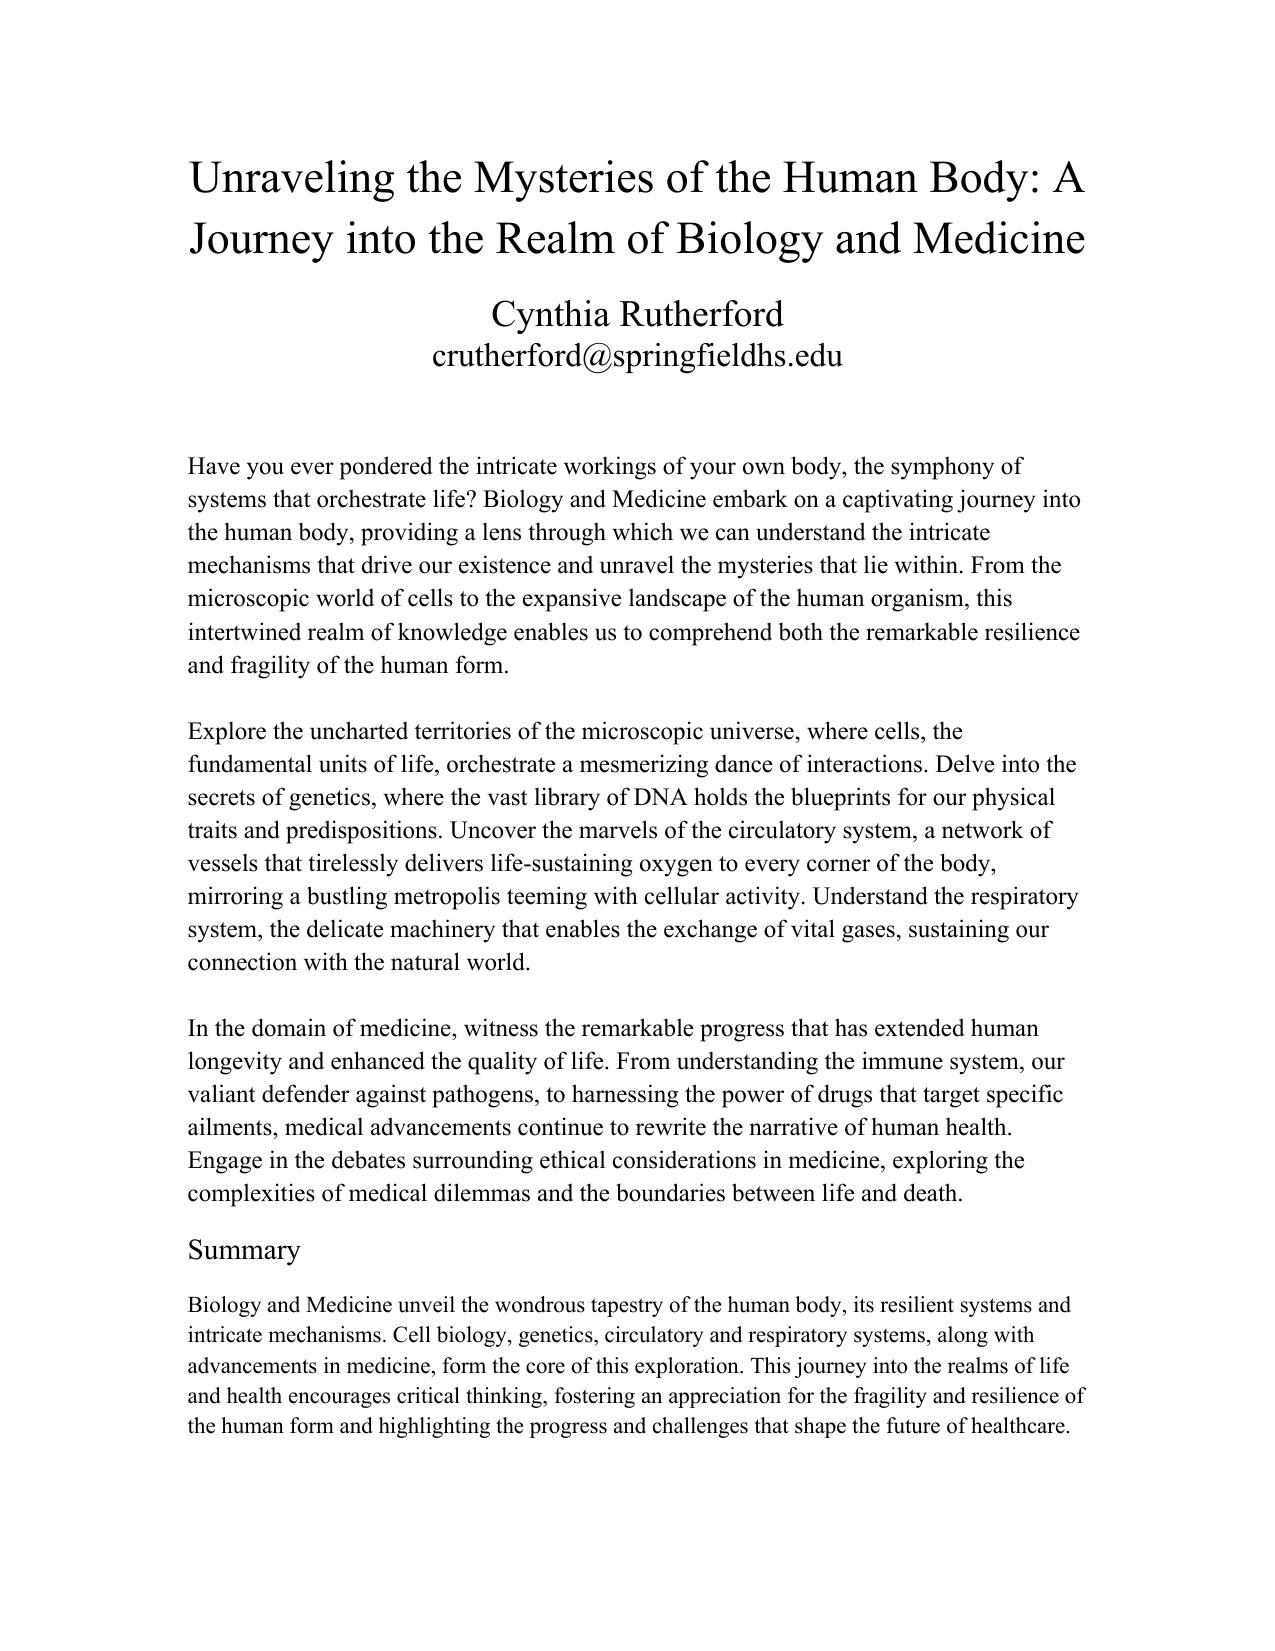 Unraveling the Mysteries of the Human Body: A
Journey into the Realm of Biology and Medicine
Cynthia Rutherford
crutherford@springfieldhs.edu
Have you ever pondered the intricate workings of your own body, the symphony of
systems that orchestrate life? Biology and Medicine embark on a captivating journey into
the human body, providing a lens through which we can understand the intricate
mechanisms that drive our existence and unravel the mysteries that lie within. From the
microscopic world of cells to the expansive landscape of the human organism, this
intertwined realm of knowledge enables us to comprehend both the remarkable resilience
and fragility of the human form.
Explore the uncharted territories of the microscopic universe, where cells, the
fundamental units of life, orchestrate a mesmerizing dance of interactions. Delve into the
secrets of genetics, where the vast library of DNA holds the blueprints for our physical
traits and predispositions. Uncover the marvels of the circulatory system, a network of
vessels that tirelessly delivers life-sustaining oxygen to every corner of the body,
mirroring a bustling metropolis teeming with cellular activity. Understand the respiratory
system, the delicate machinery that enables the exchange of vital gases, sustaining our
connection with the natural world.
In the domain of medicine, witness the remarkable progress that has extended human
longevity and enhanced the quality of life. From understanding the immune system, our
valiant defender against pathogens, to harnessing the power of drugs that target specific
ailments, medical advancements continue to rewrite the narrative of human health.
Engage in the debates surrounding ethical considerations in medicine, exploring the
complexities of medical dilemmas and the boundaries between life and death.
Summary
Biology and Medicine unveil the wondrous tapestry of the human body, its resilient systems and
intricate mechanisms. Cell biology, genetics, circulatory and respiratory systems, along with
advancements in medicine, form the core of this exploration. This journey into the realms of life
and health encourages critical thinking, fostering an appreciation for the fragility and resilience of
the human form and highlighting the progress and challenges that shape the future of healthcare.